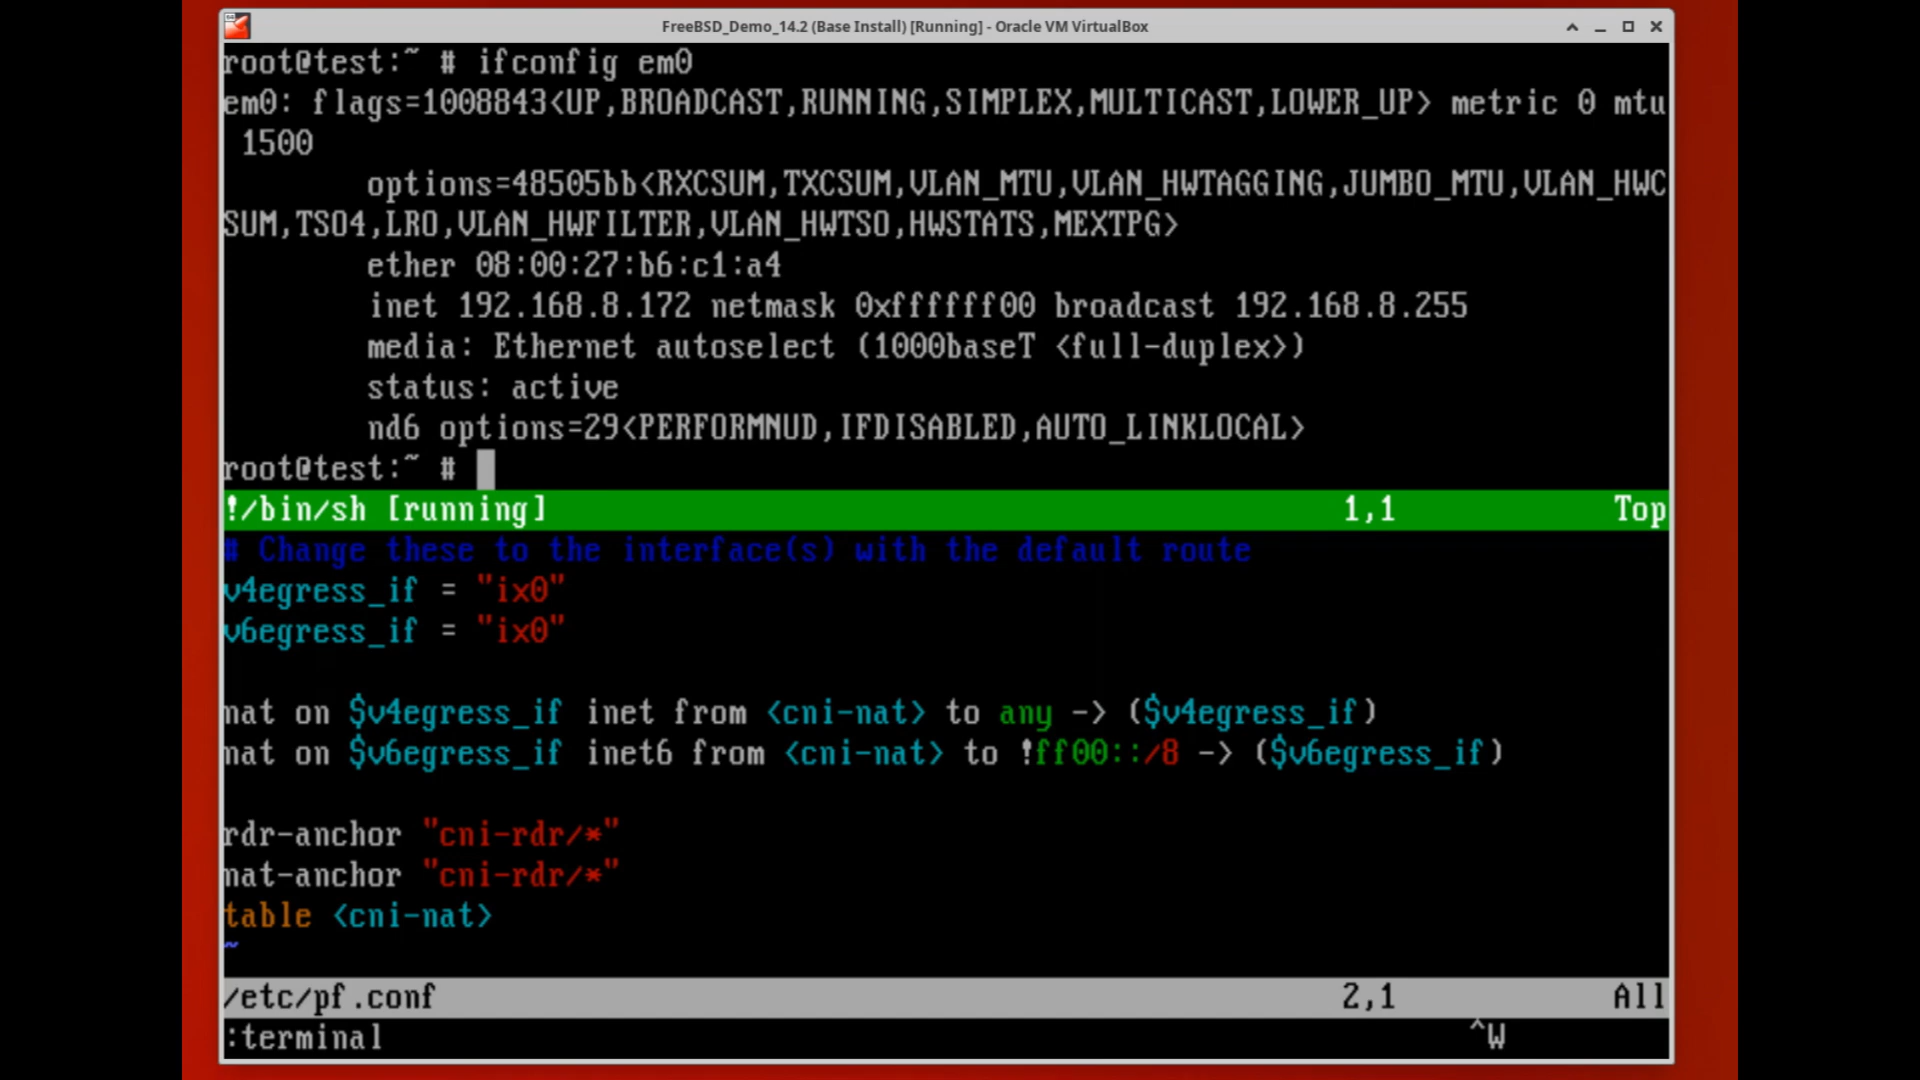 FreeBSD_Demo_14.2 (Base Install) [Running] - Oracle VM VirtualBox
root@test:~ # ifconfig em0
em0: flags=1008843<UP,BROADCAST,RUNNING,SIMPLEX,MULTICAST,LOWER_UP> metric 0 mtu
 1500
        options=48505bb<RXCSUM,TXCSUM,VLAN_MTU,VLAN_HWTAGGING,JUMBO_MTU,VLAN_HWC
SUM,TSO4,LRO,VLAN_HWFILTER,VLAN_HWTSO,HWSTATS,MEXTPG>
        ether 08:00:27:b6:c1:a4
        inet 192.168.8.172 netmask 0xffffff00 broadcast 192.168.8.255
        media: Ethernet autoselect (1000baseT <full-duplex>)
        status: active
        nd6 options=29<PERFORMNUD,IFDISABLED,AUTO_LINKLOCAL>
root@test:~ #
!/bin/sh [running] 1,1 Top
# Change these to the interface(s) with the default route
v4egress_if = "ix0"
v6egress_if = "ix0"
nat on $v4egress_if inet from <cni-nat> to any -> ($v4egress_if)
nat on $v6egress_if inet6 from <cni-nat> to !ff00::/8 -> ($v6egress_if)
rdr-anchor "cni-rdr/*"
nat-anchor "cni-rdr/*"
table <cni-nat>
~
/etc/pf.conf 2,1 All
:terminal ^W